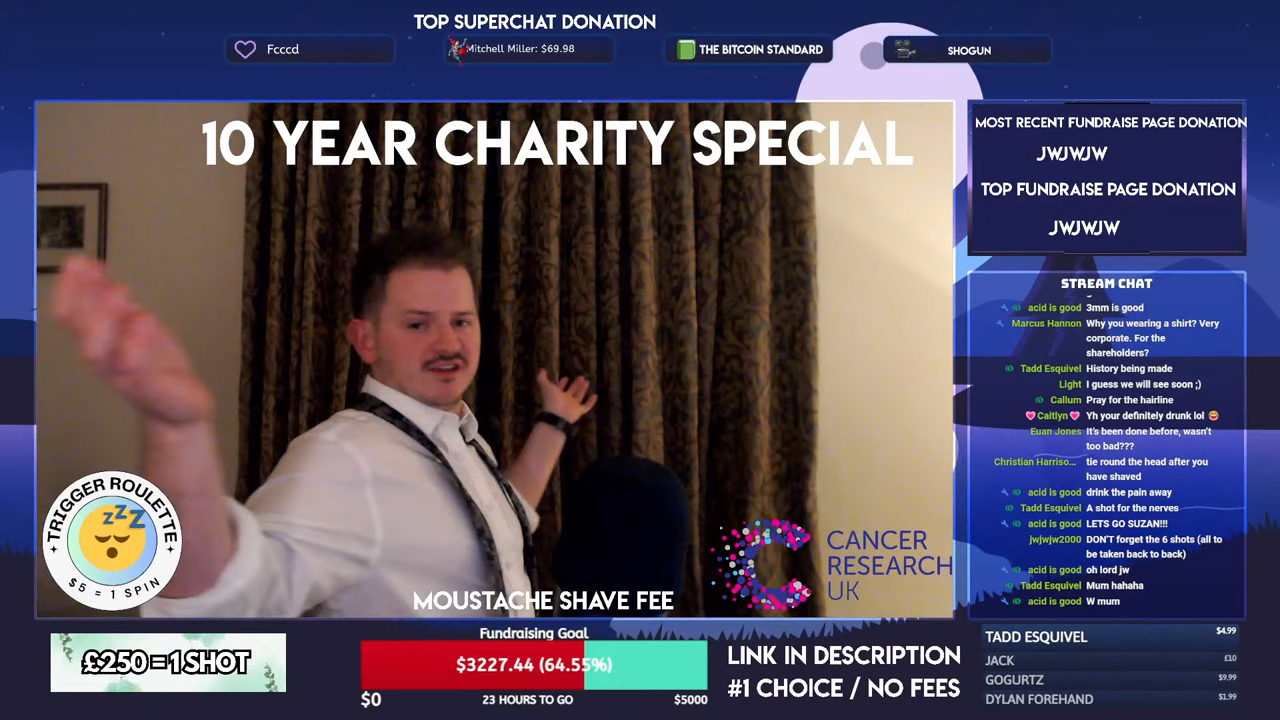 TOP SUPERCHAT DONATION
Fcccd
Mitchell Miller: $69.98
THE BITCOIN STANDARD
SHOGUN
10 YEAR CHARITY SPECIAL
MOST RECENT FUNDRAISE PAGE DONATION
JWJWJW
TOP FUNDRAISE PAGE DONATION
JWJWJW
STREAM CHAT
acid is good 3mm is good
Marcus Hannon Why you wearing a shirt? Very
corporate. For the
shareholders?
Tadd Esquivel History being made
Light I guess we will see soon ;)
Callum Pray for the hairline
💗Caitlyn💗 Yh your definitely drunk lol 😅
Euan Jones It's been done before, wasn't
too bad???
Christian Harriso... tie round the head after you
have shaved
acid is good drink the pain away
Tadd Esquivel A shot for the nerves
acid is good LETS GO SUZAN!!!
jwjwjw2000 DON'T forget the 6 shots (all to
be taken back to back)
acid is good oh lord jw
Tadd Esquivel Mum hahaha
acid is good W mum
TRIGGER ROULETTE
zzz
$5 = 1 SPIN
CANCER
RESEARCH
UK
MOUSTACHE SHAVE FEE
£250 = 1 SHOT
Fundraising Goal
$3227.44 (64.55%)
$0
23 HOURS TO GO
$5000
LINK IN DESCRIPTION
#1 CHOICE / NO FEES
TADD ESQUIVEL $4.99
JACK £10
GOGURTZ $9.99
DYLAN FOREHAND $1.99